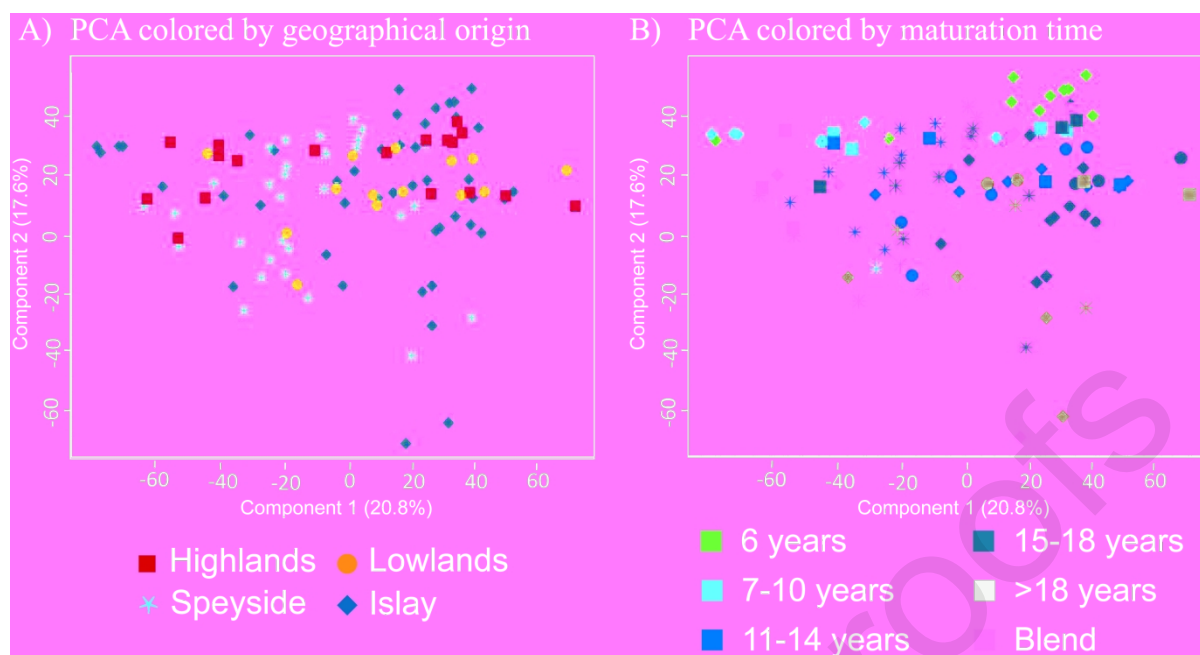 A) PCA colored by geographical origin
Component 2 (17.6%)
40
20
0
-20
-40
-60
-60
-40
-20
0
20
40
60
Component 1 (20.8%)
Highlands
Lowlands
Speyside
Islay
B) PCA colored by maturation time
Component 2 (17.6%)
40
20
0
-20
-40
-60
-60
-40
-20
0
20
40
60
Component 1 (20.8%)
6 years
15-18 years
7-10 years
>18 years
11-14 years
Blend
roofs